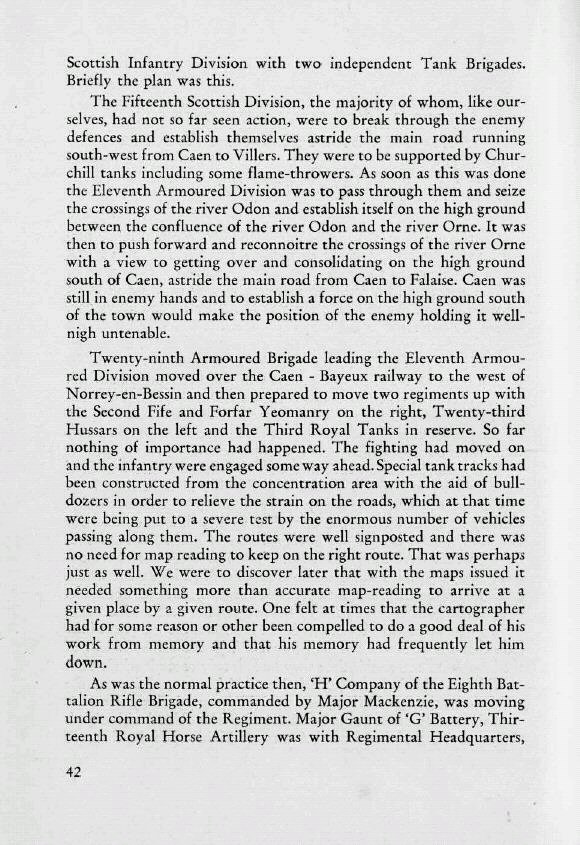 Scottish Infantry Division with two independent Tank Brigades.
Briefly the plan was this.
The Fifteenth Scottish Division, the majority of whom, like our-
selves, had not so far seen action, were to break through the enemy
defences and establish themselves astride the main road running
south-west from Caen to Villers. They were to be supported by Chur-
chill tanks including some flame-throwers. As soon as this was done
the Eleventh Armoured Division was to pass through them and seize
the crossings of the river Odon and establish itself on the high ground
between the confluence of the river Odon and the river Orne. It was
then to push forward and reconnoitre the crossings of the river Orne
with a view to getting over and consolidating on the high ground
south of Caen, astride the main road from Caen to Falaise. Caen was
still in enemy hands and to establish a force on the high ground south
of the town would make the position of the enemy holding it well-
nigh untenable.
Twenty-ninth Armoured Brigade leading the Eleventh Armou-
red Division moved over the Caen - Bayeux railway to the west of
Norrey-en-Bessin and then prepared to move two regiments up with
the Second Fife and Forfar Yeomanry on the right, Twenty-third
Hussars on the left and the Third Royal Tanks in reserve. So far
nothing of importance had happened. The fighting had moved on
and the infantry were engaged some way ahead. Special tank tracks had
been constructed from the concentration area with the aid of bull-
dozers in order to relieve the strain on the roads, which at that time
were being put to a severe test by the enormous number of vehicles
passing along them. The routes were well signposted and there was
no need for map reading to keep on the right route. That was perhaps
just as well. We were to discover later that with the maps issued it
needed something more than accurate map-reading to arrive at a
given place by a given route. One felt at times that the cartographer
had for some reason or other been compelled to do a good deal of his
work from memory and that his memory had frequently let him
down.
As was the normal practice then, ‘H’ Company of the Eighth Bat-
talion Rifle Brigade, commanded by Major Mackenzie, was moving
under command of the Regiment. Major Gaunt of ‘G’ Battery, Thir-
teenth Royal Horse Artillery was with Regimental Headquarters,
42